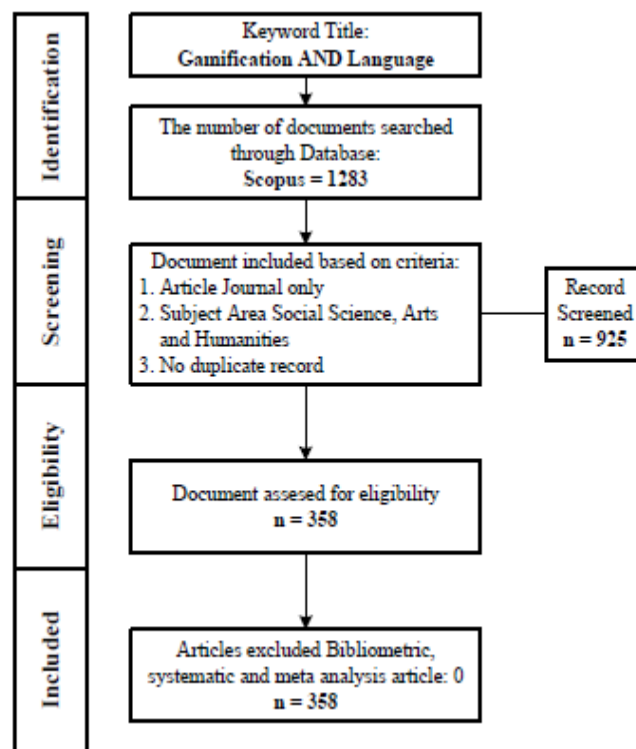 Identification
Keyword Title:
Gamification AND Language
The number of documents searched
through Database:
Scopus = 1283
Screening
Document included based on criteria:
1. Article Journal only
2. Subject Area Social Science, Arts
and Humanities
3. No duplicate record
Record
Screened
n = 925
Eligibility
Document assesed for eligibility
n = 358
Included
Articles excluded Bibliometric,
systematic and meta analysis article: 0
n = 358